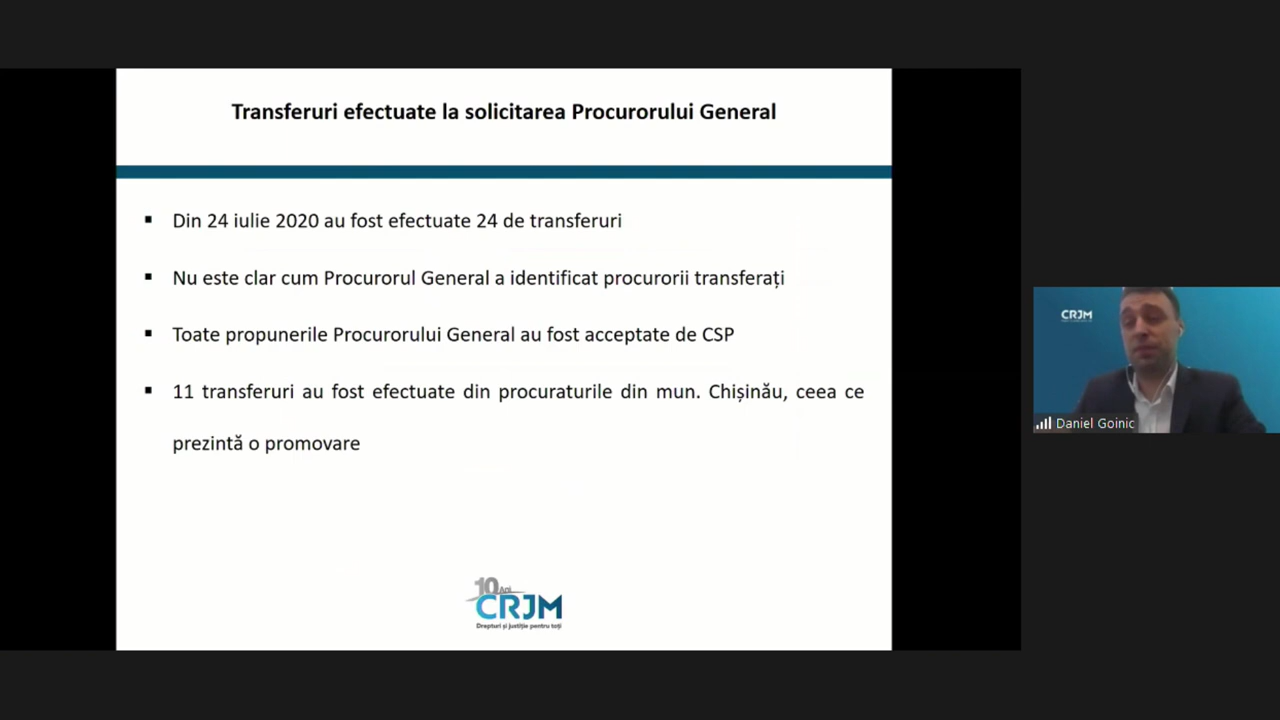 Transferuri efectuate la solicitarea Procurorului General
▪ Din 24 iulie 2020 au fost efectuate 24 de transferuri
▪ Nu este clar cum Procurorul General a identificat procurorii transferați
▪ Toate propunerile Procurorului General au fost acceptate de CSP
▪ 11 transferuri au fost efectuate din procuraturile din mun. Chișinău, ceea ce
prezintă o promovare
10 Ani
CRJM
Drepturi și justiție pentru toți
CRJM
Daniel Goinic